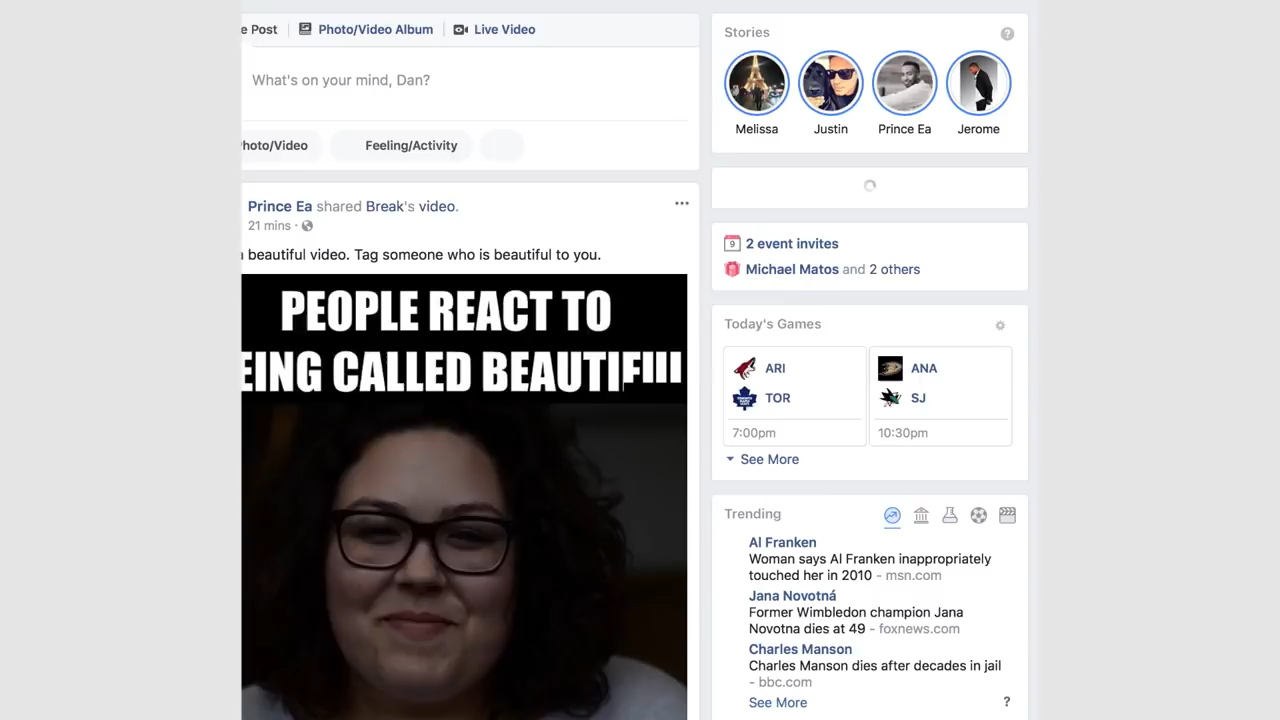 e Post
Photo/Video Album
Live Video
What's on your mind, Dan?
hoto/Video
Feeling/Activity
Prince Ea shared Break's video.
21 mins ·
beautiful video. Tag someone who is beautiful to you.
PEOPLE REACT TO
EING CALLED BEAUTIF
Stories
?
Melissa
Justin
Prince Ea
Jerome
9
2 event invites
Michael Matos and 2 others
Today's Games
ARI
TOR
7:00pm
ANA
SJ
10:30pm
See More
Trending
Al Franken
Woman says Al Franken inappropriately
touched her in 2010 - msn.com
Jana Novotná
Former Wimbledon champion Jana
Novotna dies at 49 - foxnews.com
Charles Manson
Charles Manson dies after decades in jail
- bbc.com
See More
?